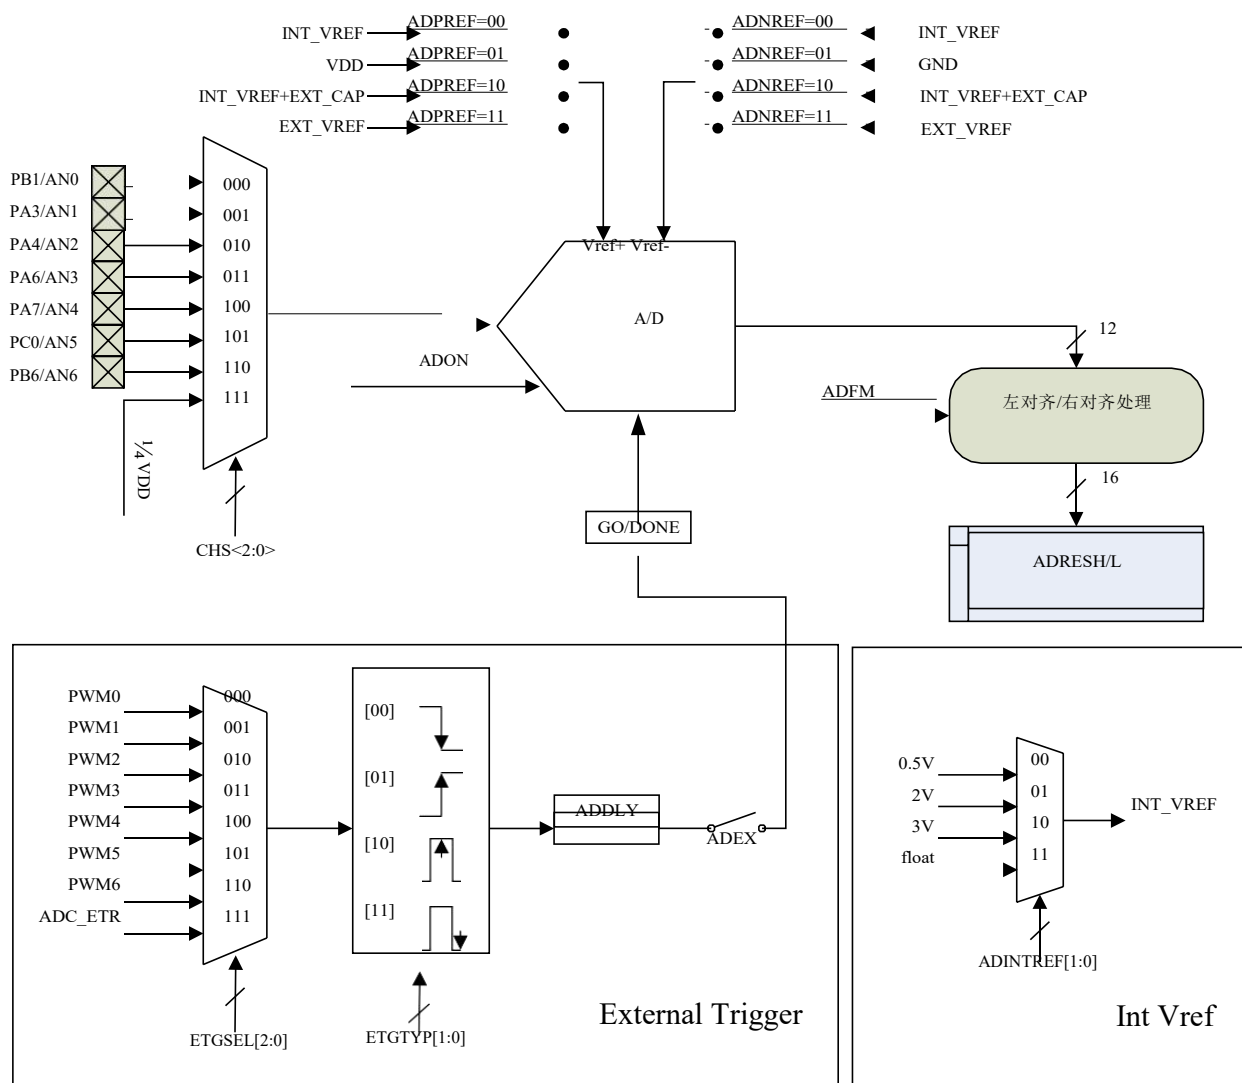 INT_VREF ADPREF=00 ADNREF=00 INT_VREF
VDD ADPREF=01 ADNREF=01 GND
INT_VREF+EXT_CAP ADPREF=10 ADNREF=10 INT_VREF+EXT_CAP
EXT_VREF ADPREF=11 ADNREF=11 EXT_VREF
PB1/AN0 000
PA3/AN1 001
PA4/AN2 010
PA6/AN3 011
PA7/AN4 100
PC0/AN5 101
PB6/AN6 110
111
¼ VDD
CHS<2:0>
Vref+ Vref-
A/D
ADON
12
ADFM
左对齐/右对齐处理
16
GO/DONE
ADRESH/L
PWM0 000
PWM1 001
PWM2 010
PWM3 011
PWM4 100
PWM5 101
PWM6 110
ADC_ETR 111
ETGSEL[2:0]
[00]
[01]
[10]
[11]
ETGTYP[1:0]
ADDLY
ADEX
External Trigger
0.5V 00
2V 01
3V 10
float 11
INT_VREF
ADINTREF[1:0]
Int Vref